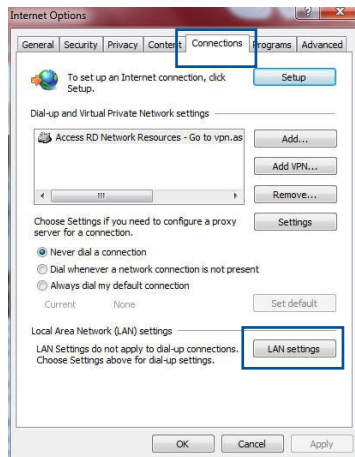 Internet Options
General Security Privacy Content Connections Programs Advanced
To set up an Internet connection, click
Setup.
Setup
Dial-up and Virtual Private Network settings
Access RD Network Resources - Go to vpn.as
Add...
Add VPN...
Remove...
Choose Settings if you need to configure a proxy
server for a connection.
Settings
Never dial a connection
Dial whenever a network connection is not present
Always dial my default connection
Current None
Set default
Local Area Network (LAN) settings
LAN Settings do not apply to dial-up connections.
Choose Settings above for dial-up settings.
LAN settings
OK Cancel Apply